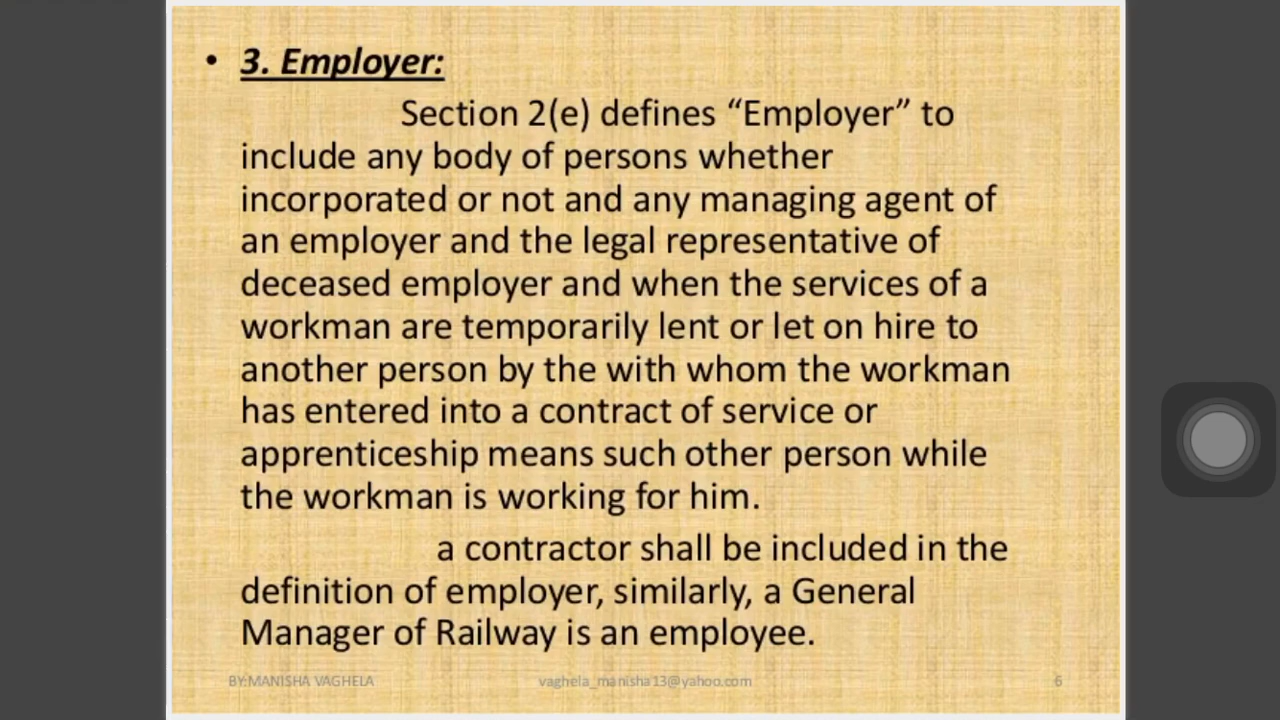 • 3. Employer:
Section 2(e) defines “Employer” to
include any body of persons whether
incorporated or not and any managing agent of
an employer and the legal representative of
deceased employer and when the services of a
workman are temporarily lent or let on hire to
another person by the with whom the workman
has entered into a contract of service or
apprenticeship means such other person while
the workman is working for him.
a contractor shall be included in the
definition of employer, similarly, a General
Manager of Railway is an employee.
BY:MANISHA VAGHELA vaghela_manisha13@yahoo.com 6